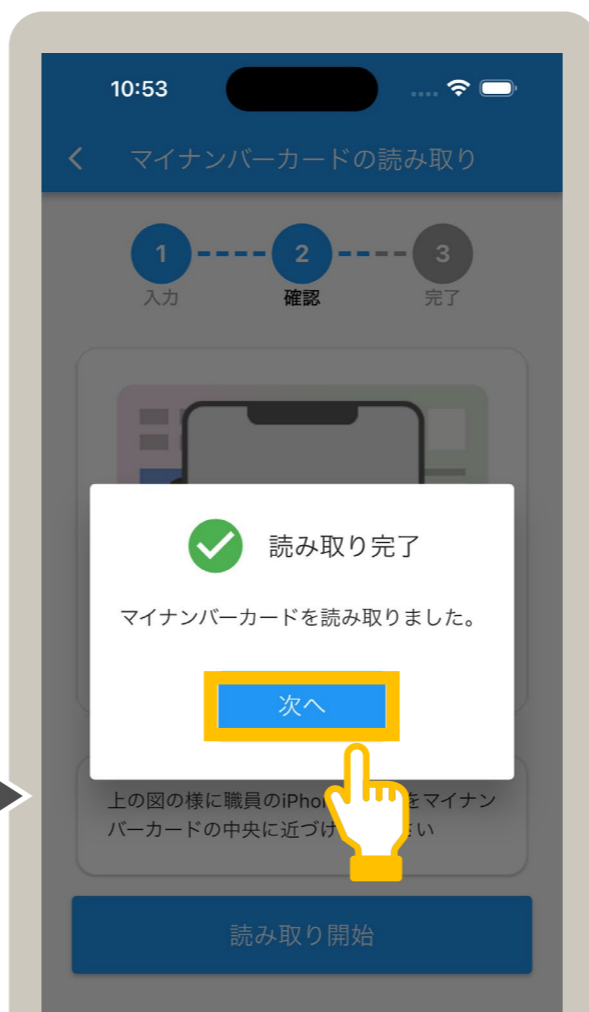 10:53
マイナンバーカードの読み取り
1 2 3
入力 確認 完了
読み取り完了
マイナンバーカードを読み取りました。
次へ
上の図の様に職員のiPho をマイナン
バーカードの中央に近づけ さい
読み取り開始